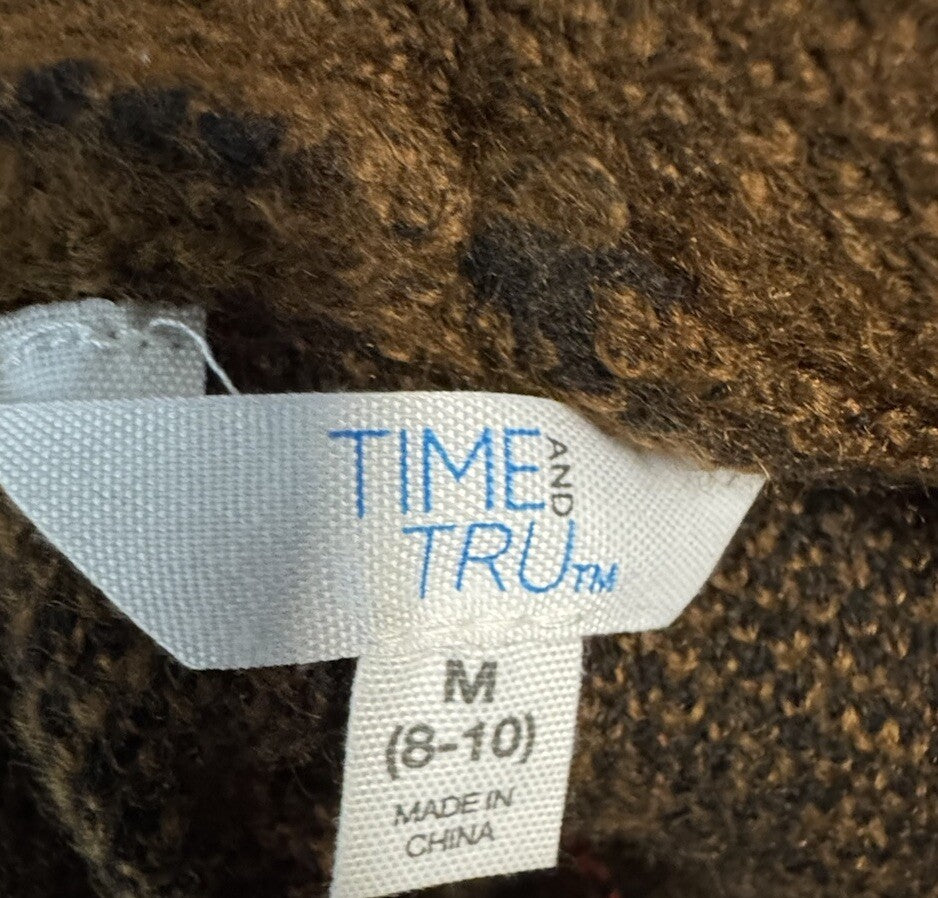 TIME AND
TRU™
M
(8-10)
MADE IN
CHINA